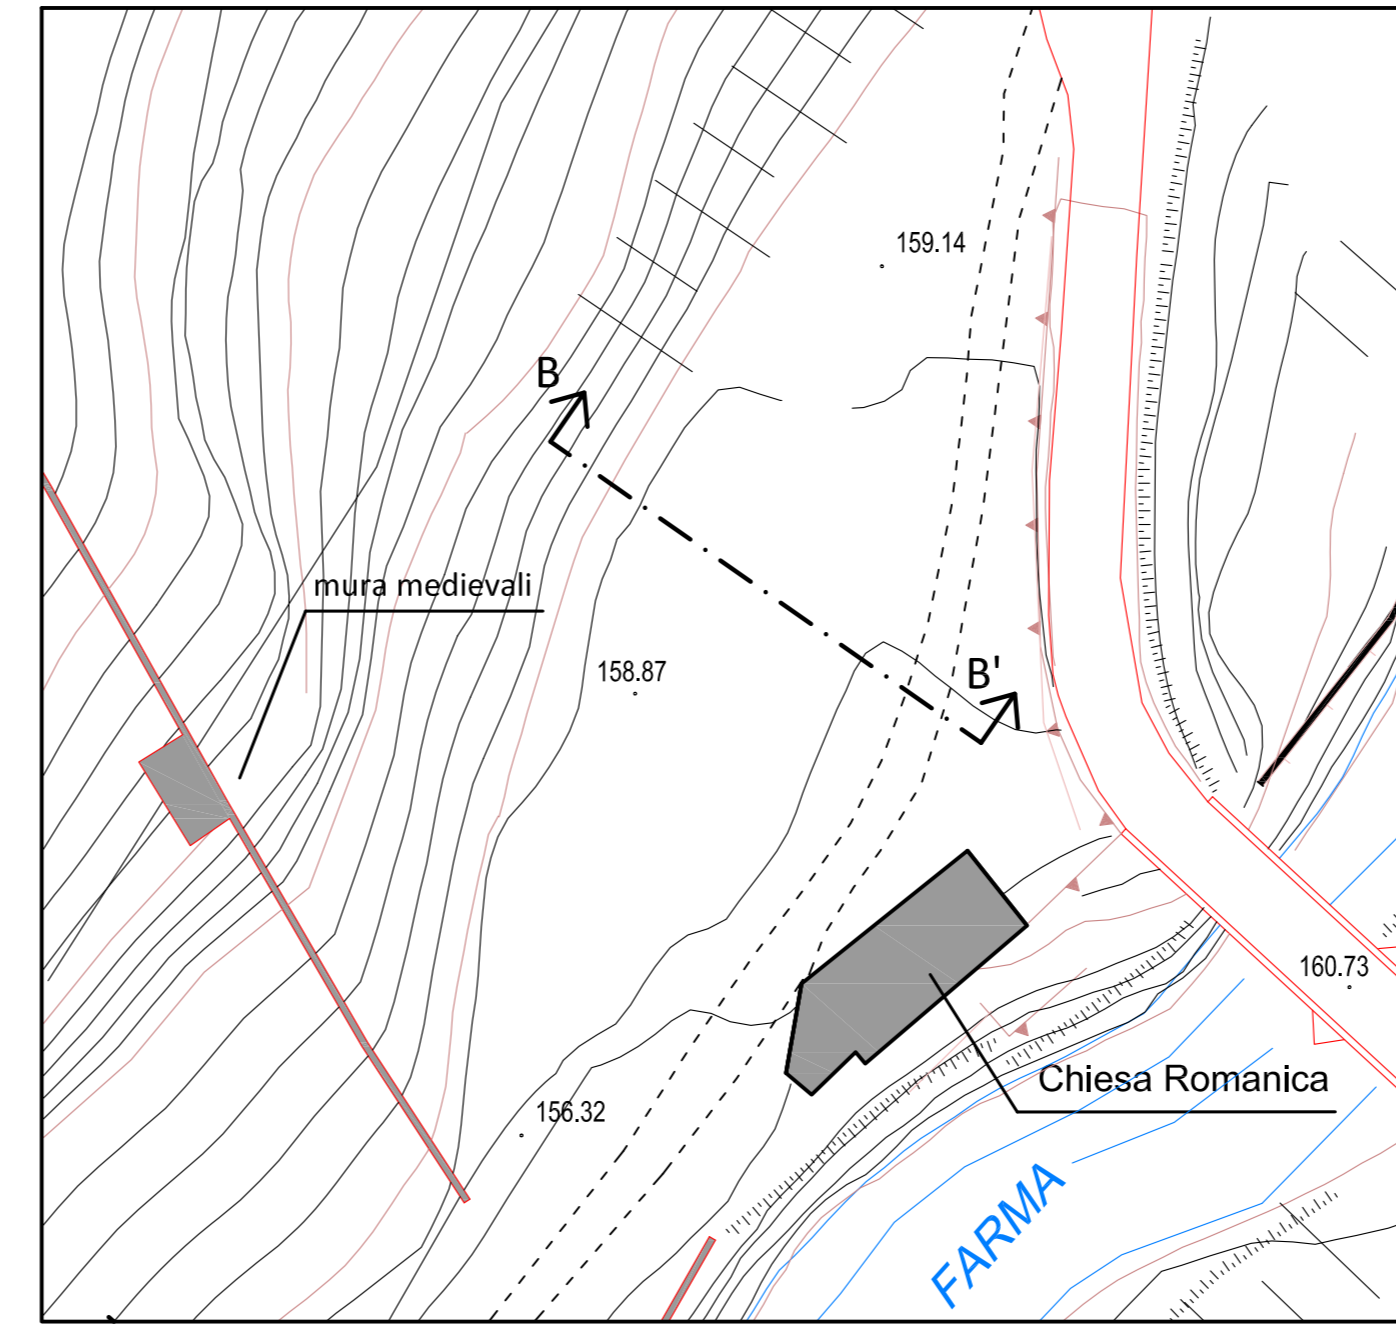 159.14
B
mura medievali
158.87
B'
160.73
Chiesa Romanica
156.32
FARMA